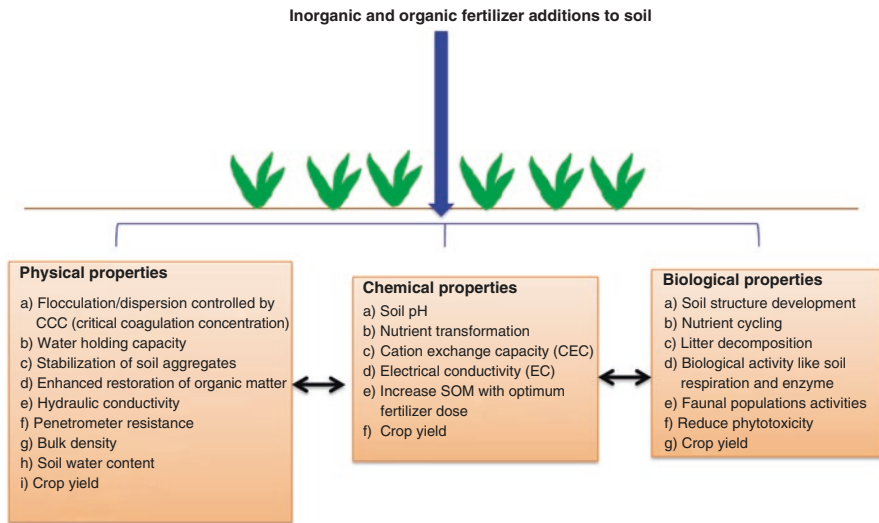 Inorganic and organic fertilizer additions to soil
Physical properties
a) Flocculation/dispersion controlled by
CCC (critical coagulation concentration)
b) Water holding capacity
c) Stabilization of soil aggregates
d) Enhanced restoration of organic matter
e) Hydraulic conductivity
f) Penetrometer resistance
g) Bulk density
h) Soil water content
i) Crop yield
Chemical properties
a) Soil pH
b) Nutrient transformation
c) Cation exchange capacity (CEC)
d) Electrical conductivity (EC)
e) Increase SOM with optimum
fertilizer dose
f) Crop yield
Biological properties
a) Soil structure development
b) Nutrient cycling
c) Litter decomposition
d) Biological activity like soil
respiration and enzyme
e) Faunal populations activities
f) Reduce phytotoxicity
g) Crop yield